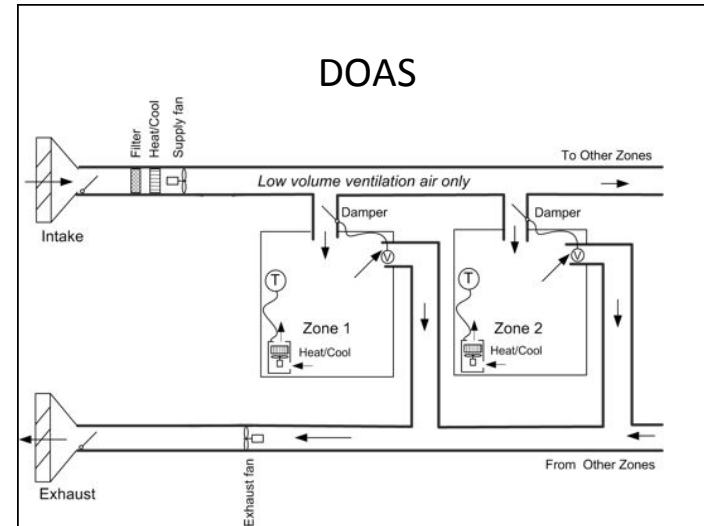 DOAS
Filter
Heat/Cool
Supply fan
To Other Zones
Low volume ventilation air only
Intake
Damper
Damper
V
V
T
T
Zone 1
Zone 2
Heat/Cool
Heat/Cool
Exhaust
Exhaust fan
From Other Zones